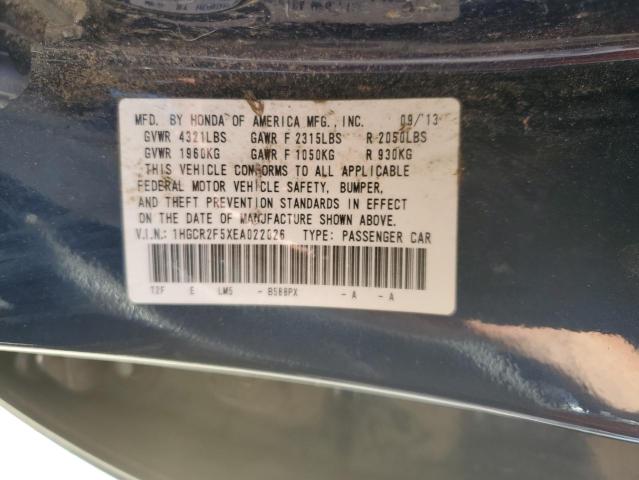 MFD. BY HONDA OF AMERICA MFG., INC. 09/'13
GVWR 4321LBS GAWR F 2315LBS R 2050LBS
GVWR 1960KG GAWR F 1050KG R 930KG
THIS VEHICLE CONFORMS TO ALL APPLICABLE
FEDERAL MOTOR VEHICLE SAFETY, BUMPER,
AND THEFT PREVENTION STANDARDS IN EFFECT
ON THE DATE OF MANUFACTURE SHOWN ABOVE.
V.I.N.: 1HGCR2F5XEA022026 TYPE: PASSENGER CAR
T2F E LM5 - B588PX - A - A